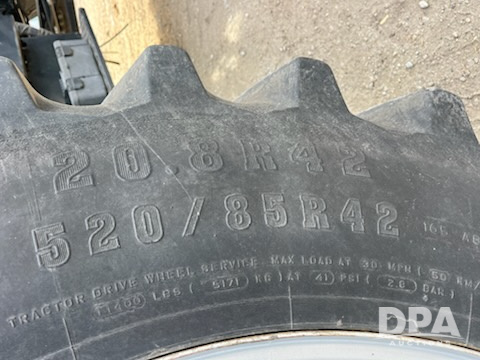 20.8R42
520/85R42
TRACTOR DRIVE WHEEL SERVICE. MAX LOAD AT 30 MPH (50 KM/
LBS (5171 KG) AT 41 PSI (2.8 BAR)
DPA
AUCTIONS